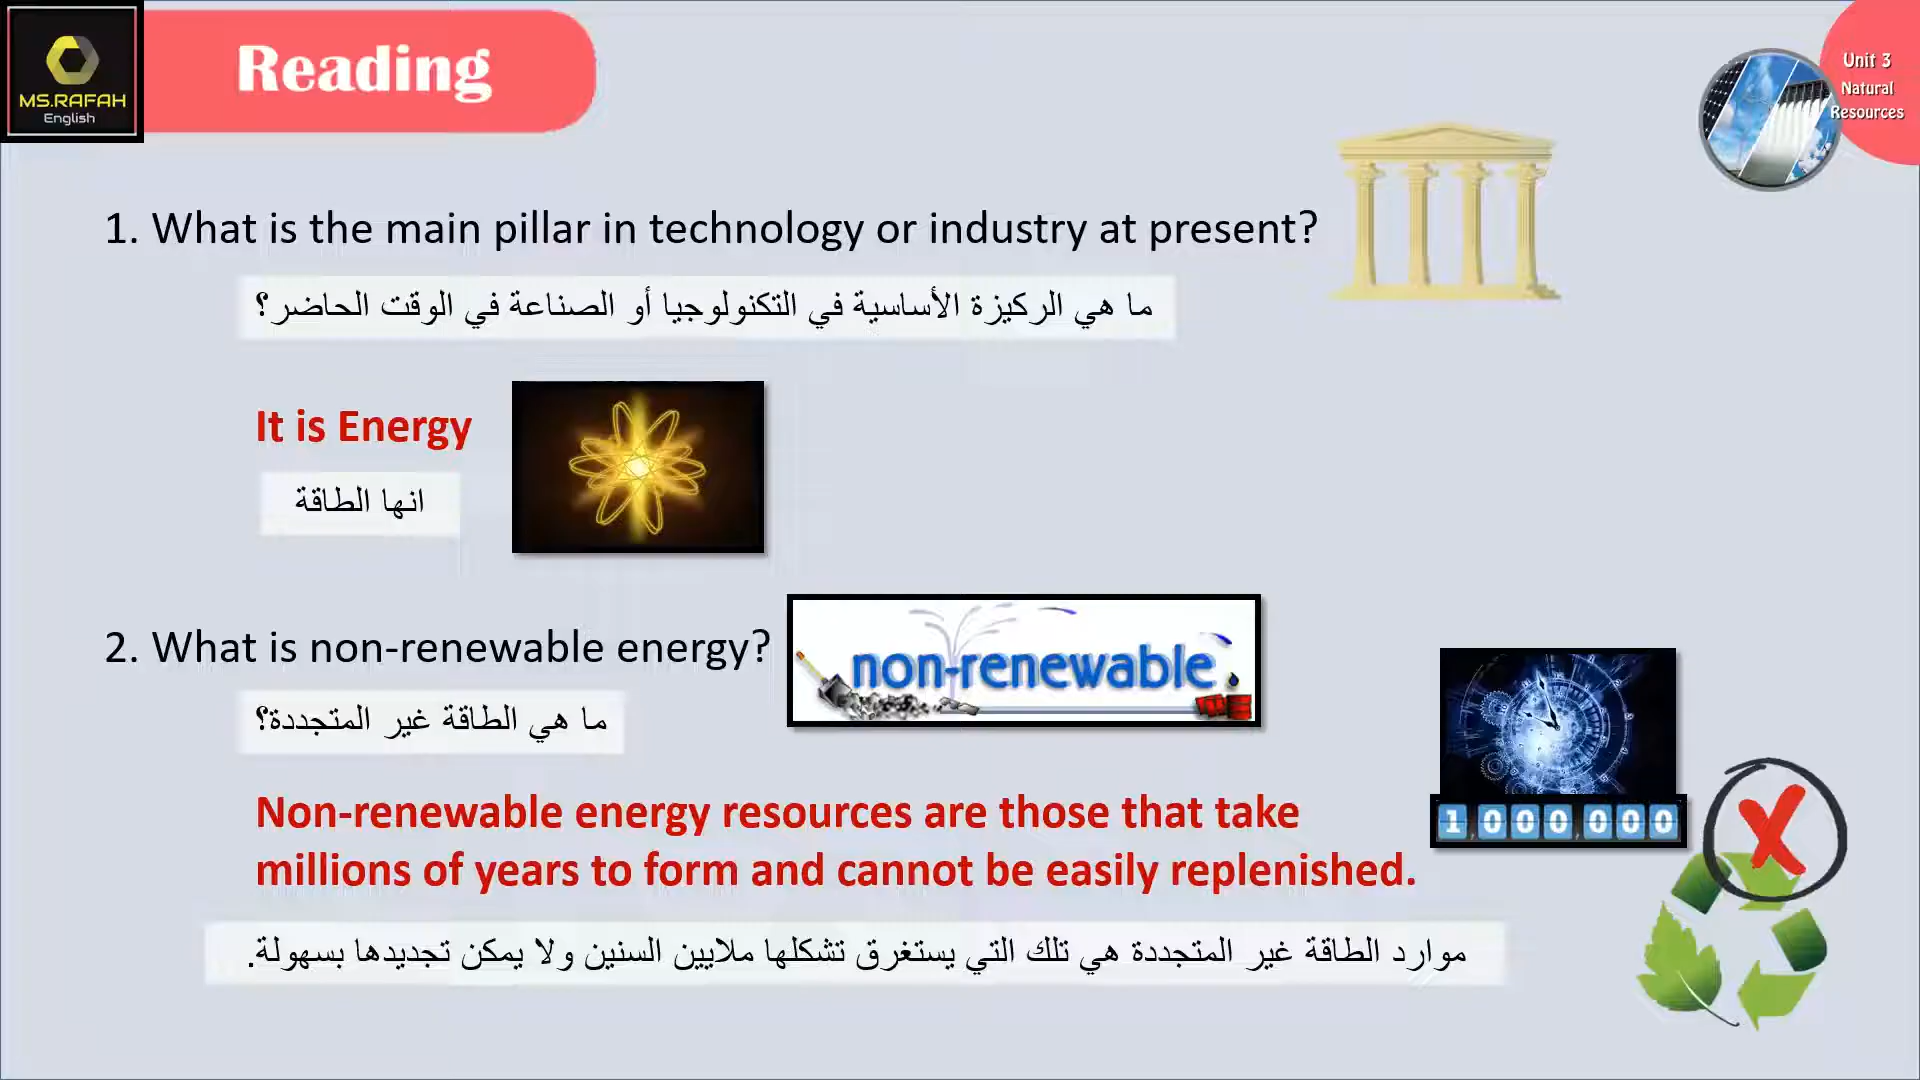 MS.RAFAH
English
Reading
Unit 3
Natural
Resources
1. What is the main pillar in technology or industry at present?
ما هي الركيزة الأساسية في التكنولوجيا أو الصناعة في الوقت الحاضر؟
It is Energy
انها الطاقة
2. What is non-renewable energy?
non-renewable
ما هي الطاقة غير المتجددة؟
Non-renewable energy resources are those that take
millions of years to form and cannot be easily replenished.
1,000,000
موارد الطاقة غير المتجددة هي تلك التي يستغرق تشكلها ملايين السنين ولا يمكن تجديدها بسهولة.